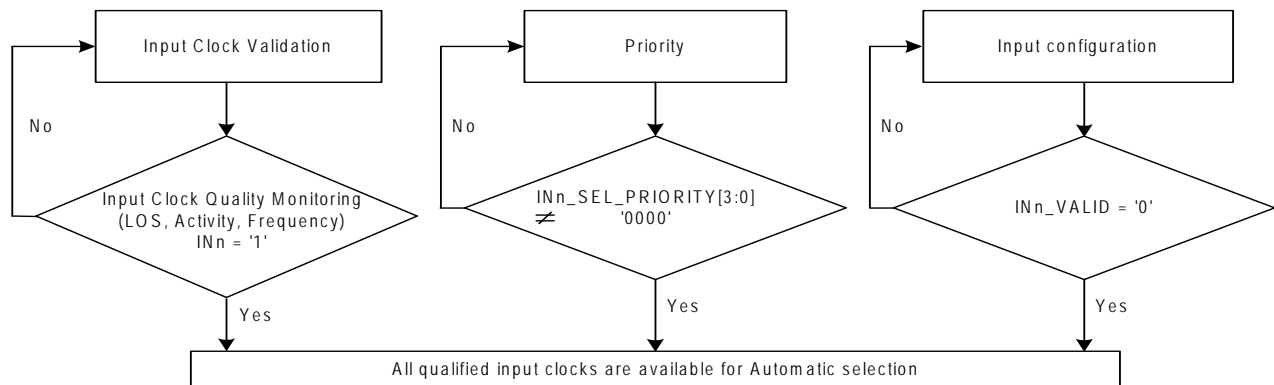 Input Clock Validation
No
Input Clock Quality Monitoring
(LOS, Activity, Frequency)
INn = '1'
Yes
Priority
No
INn_SEL_PRIORITY[3:0]
≠ '0000'
Yes
Input configuration
No
INn_VALID = '0'
Yes
All qualified input clocks are available for Automatic selection